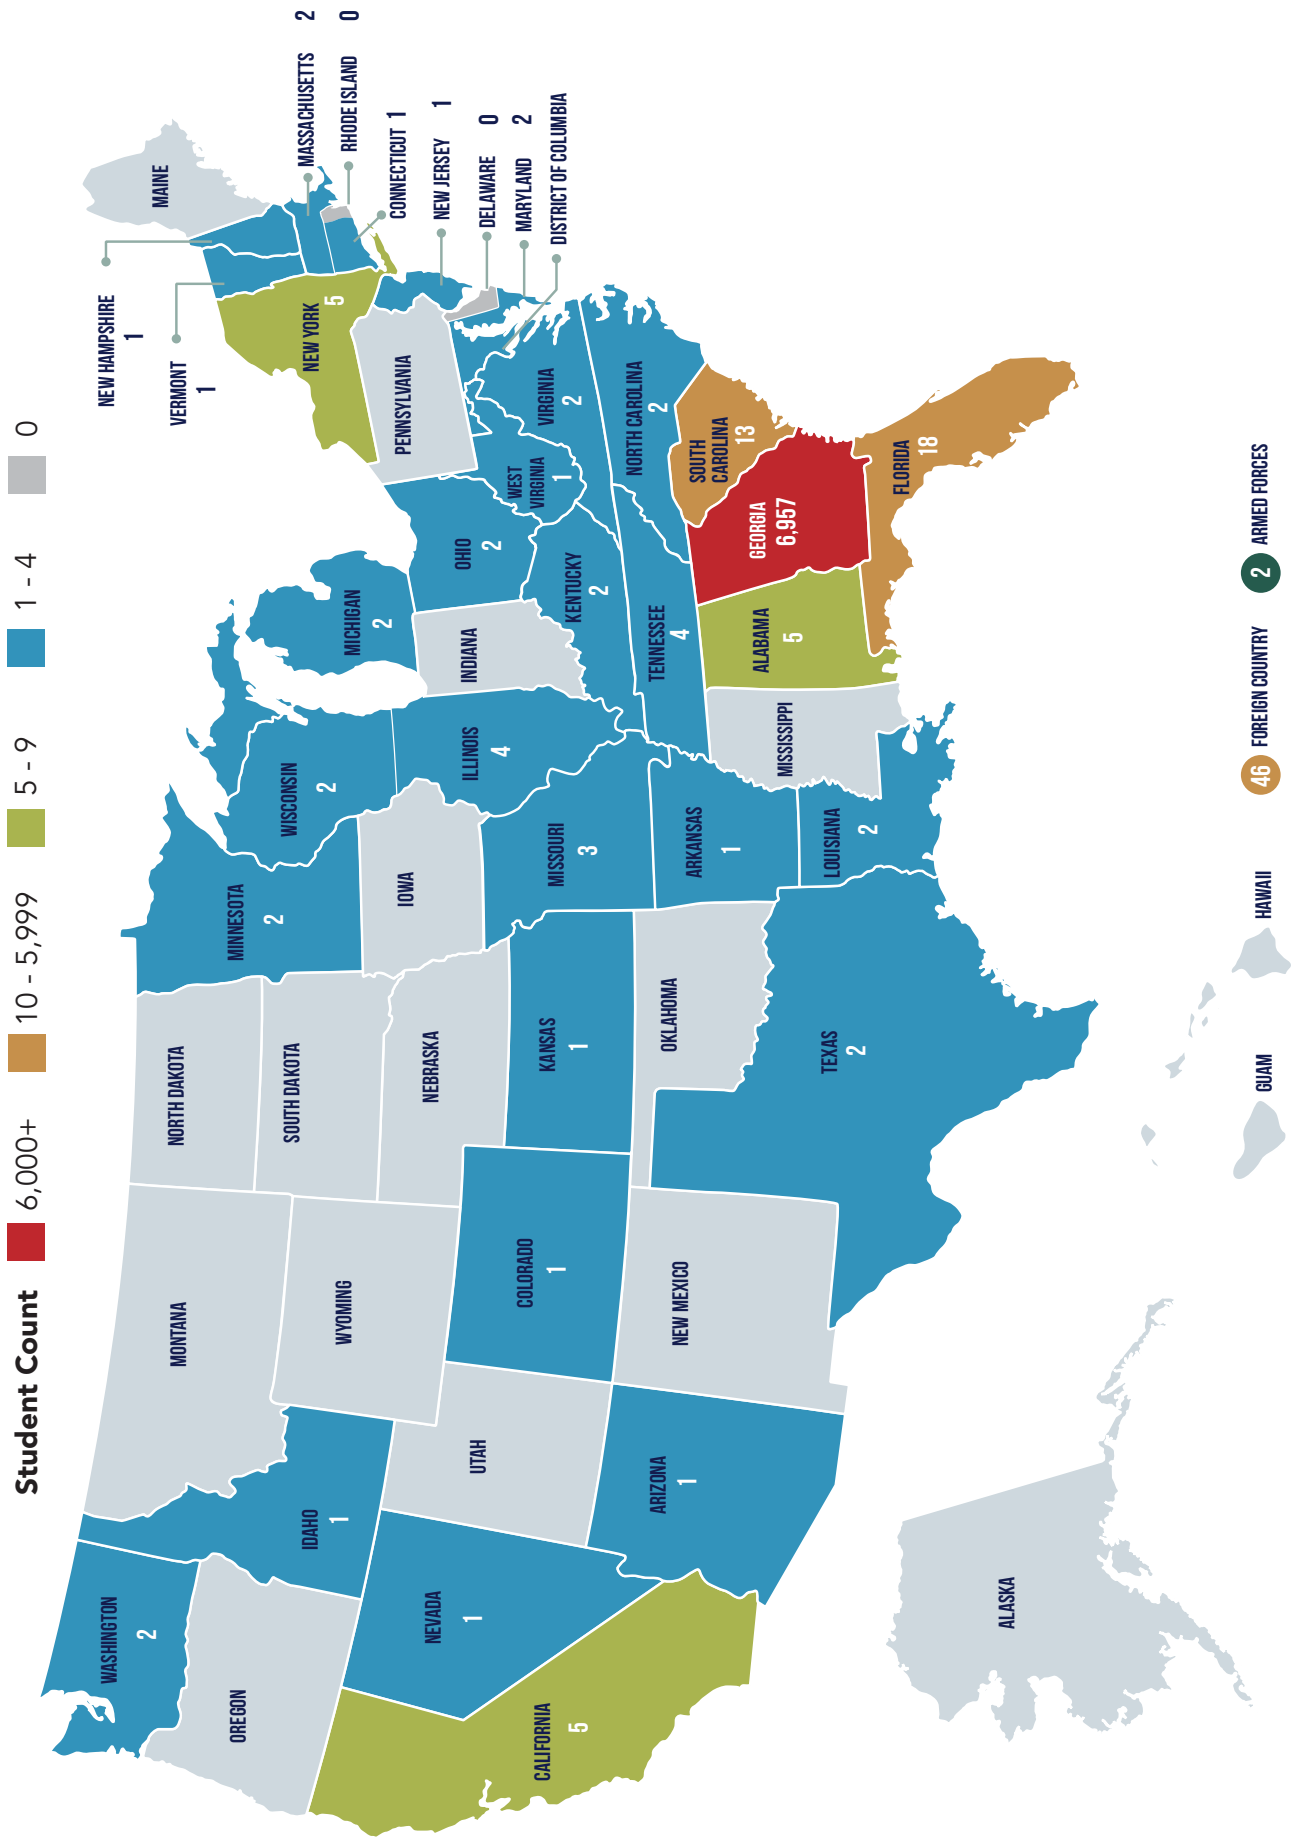 Student Count
6,000+
10 - 5,999
5 - 9
1 - 4
0
WASHINGTON
2
OREGON
CALIFORNIA
5
NEVADA
1
IDAHO
1
MONTANA
WYOMING
UTAH
ARIZONA
1
COLORADO
1
NEW MEXICO
NORTH DAKOTA
SOUTH DAKOTA
NEBRASKA
KANSAS
1
OKLAHOMA
TEXAS
2
MINNESOTA
2
IOWA
MISSOURI
3
ARKANSAS
1
LOUISIANA
2
WISCONSIN
2
ILLINOIS
4
MISSISSIPPI
MICHIGAN
2
INDIANA
KENTUCKY
2
TENNESSEE
4
ALABAMA
5
OHIO
2
WEST
VIRGINIA
1
VIRGINIA
2
NORTH CAROLINA
2
SOUTH
CAROLINA
13
GEORGIA
6,957
FLORIDA
18
PENNSYLVANIA
NEW YORK
5
VERMONT
1
NEW HAMPSHIRE
1
MAINE
MASSACHUSETTS 2
RHODE ISLAND 0
CONNECTICUT 1
NEW JERSEY 1
DELAWARE 0
MARYLAND 2
DISTRICT OF COLUMBIA
ALASKA
GUAM
HAWAII
46 FOREIGN COUNTRY
2 ARMED FORCES